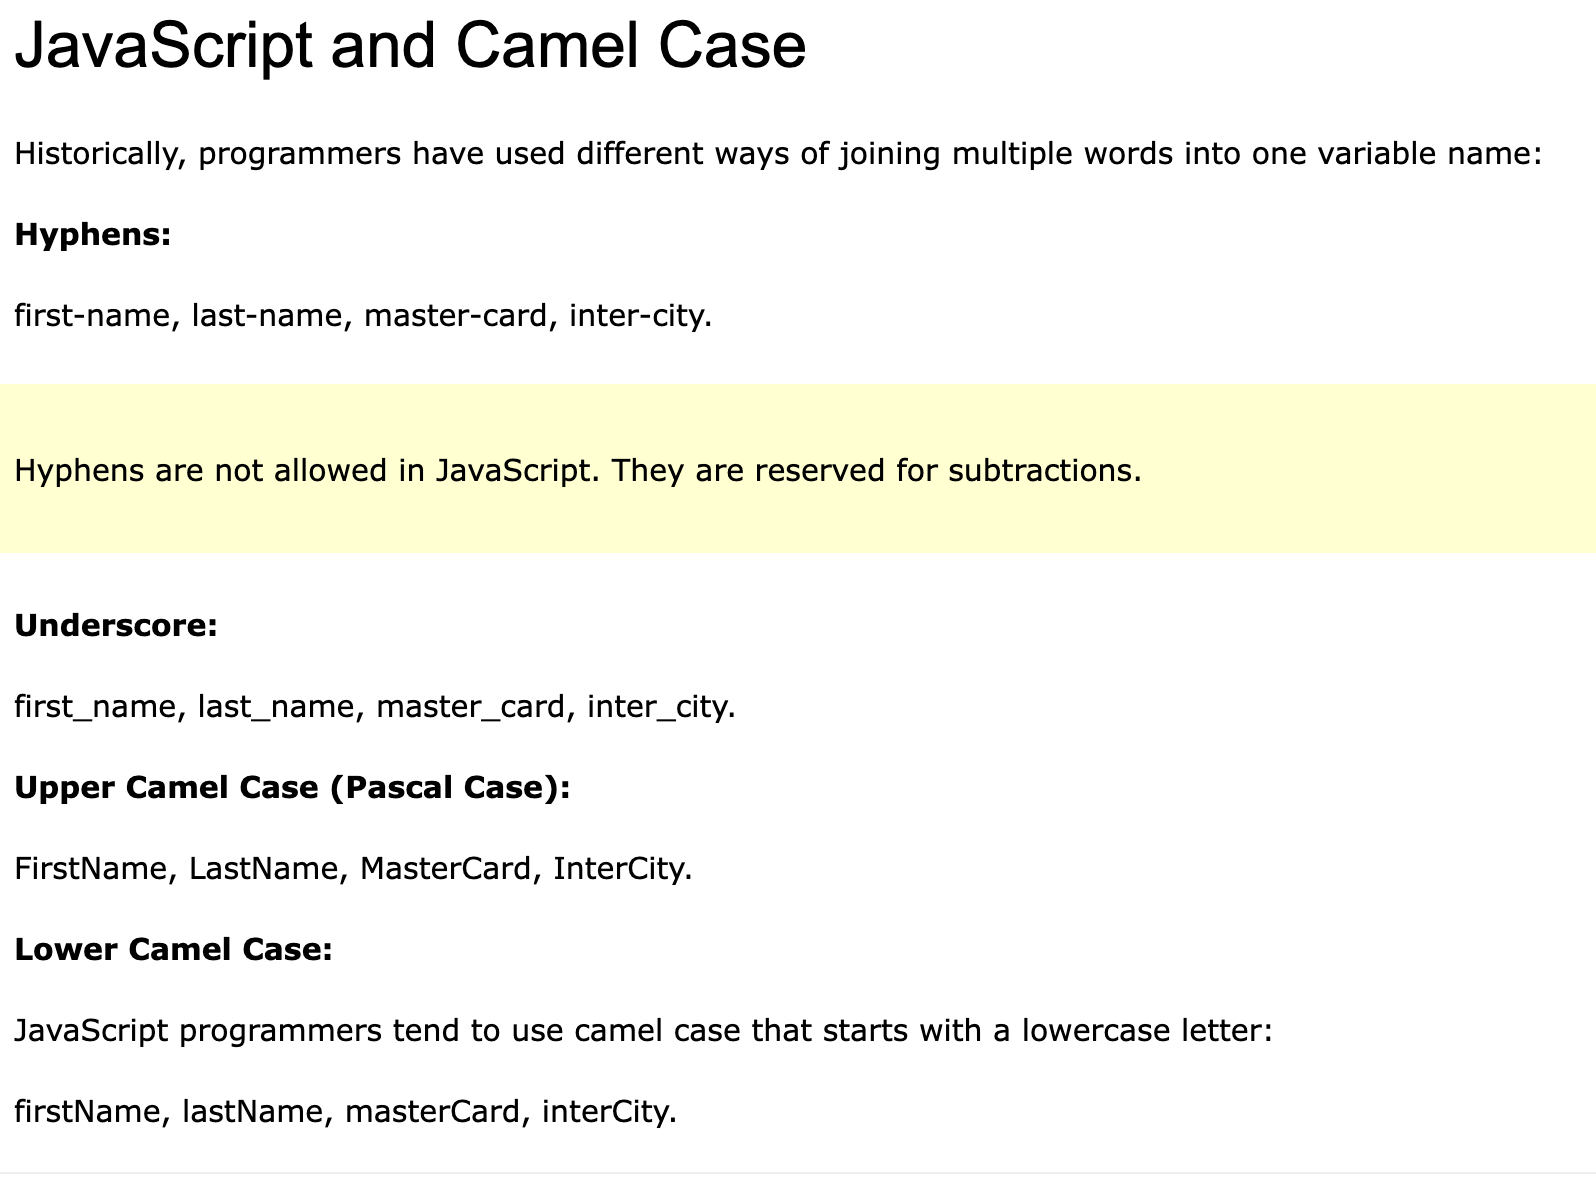 JavaScript and Camel Case
Historically, programmers have used different ways of joining multiple words into one variable name:
Hyphens:
first-name, last-name, master-card, inter-city.
Hyphens are not allowed in JavaScript. They are reserved for subtractions.
Underscore:
first_name, last_name, master_card, inter_city.
Upper Camel Case (Pascal Case):
FirstName, LastName, MasterCard, InterCity.
Lower Camel Case:
JavaScript programmers tend to use camel case that starts with a lowercase letter:
firstName, lastName, masterCard, interCity.